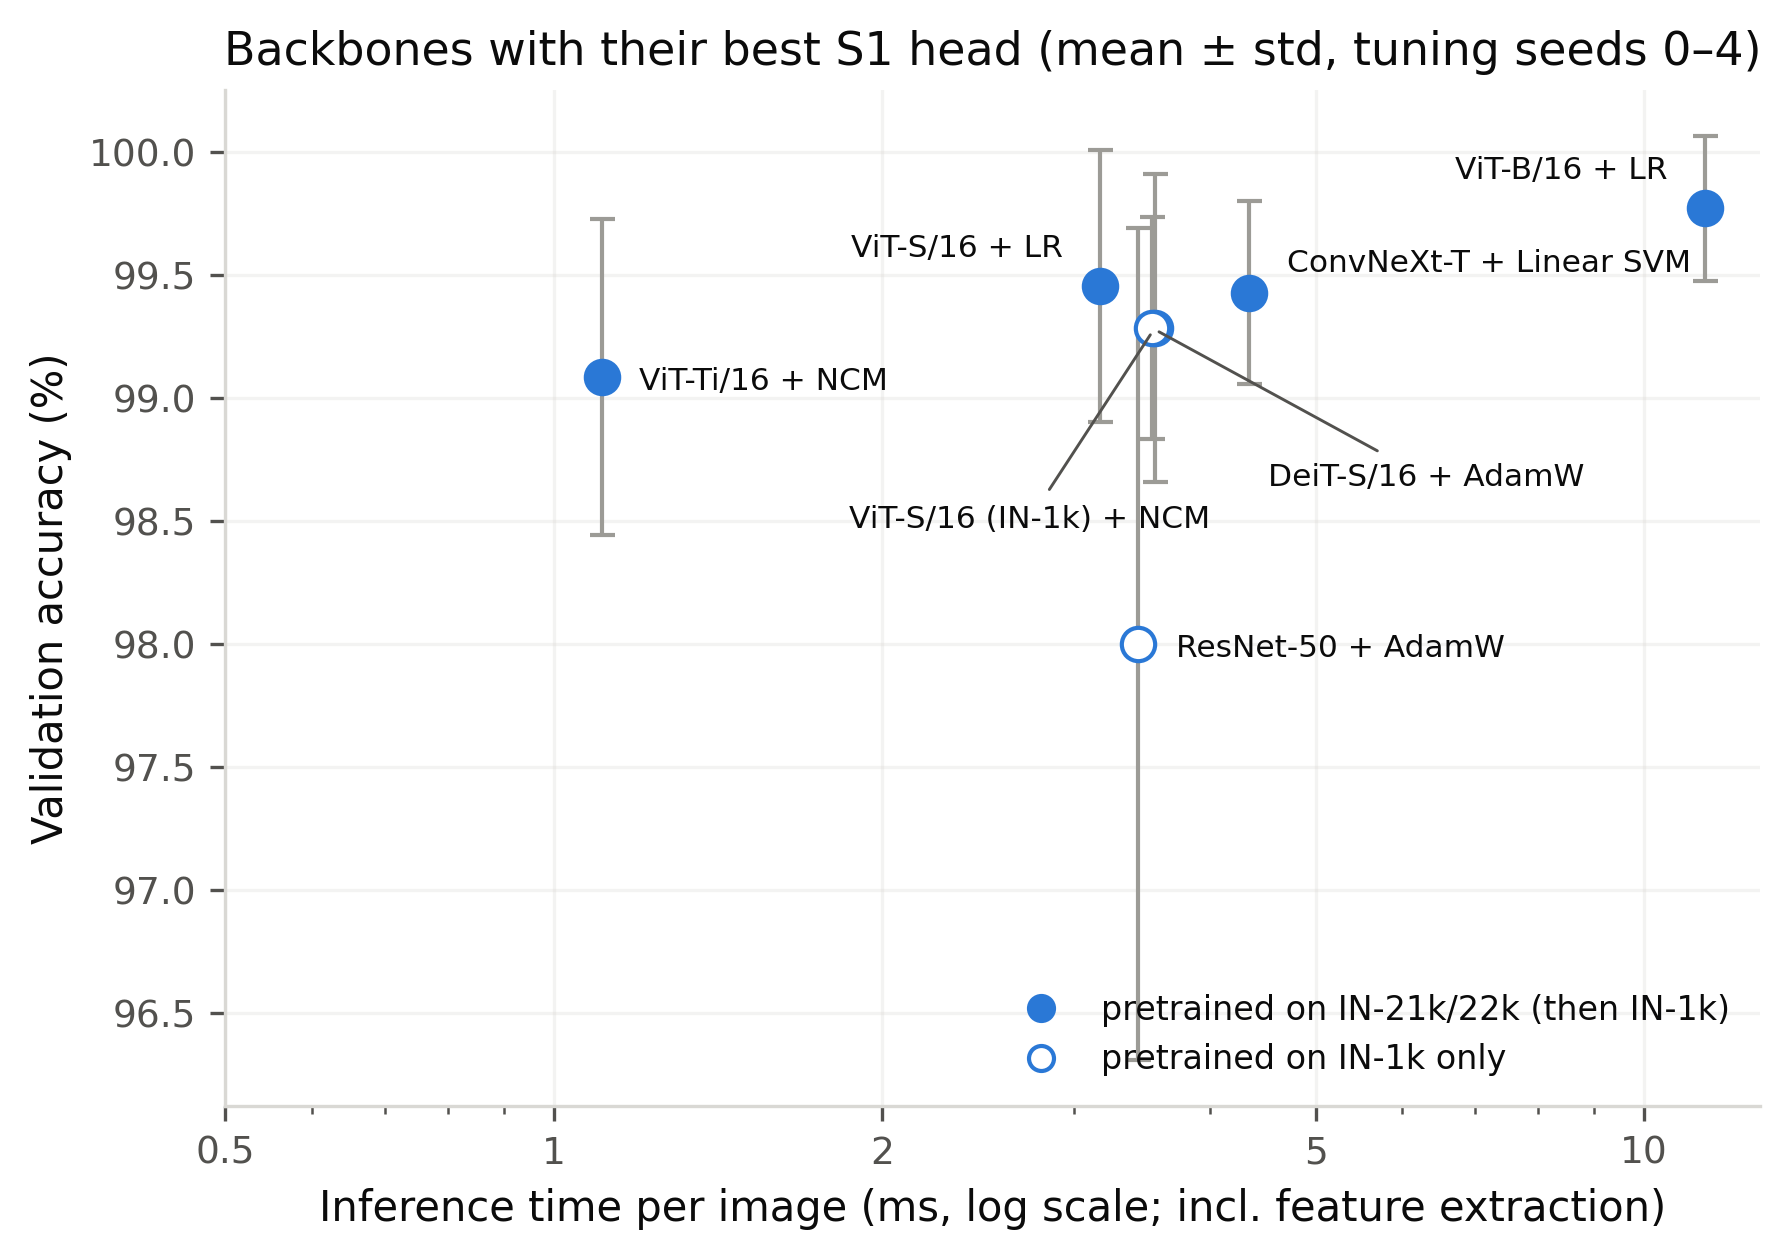 Backbones with their best S1 head (mean ± std, tuning seeds 0–4)
Validation accuracy (%)
100.0
99.5
99.0
98.5
98.0
97.5
97.0
96.5
ViT-B/16 + LR
ViT-S/16 + LR
ConvNeXt-T + Linear SVM
ViT-Ti/16 + NCM
DeiT-S/16 + AdamW
ViT-S/16 (IN-1k) + NCM
ResNet-50 + AdamW
pretrained on IN-21k/22k (then IN-1k)
pretrained on IN-1k only
0.5 1 2 5 10
Inference time per image (ms, log scale; incl. feature extraction)